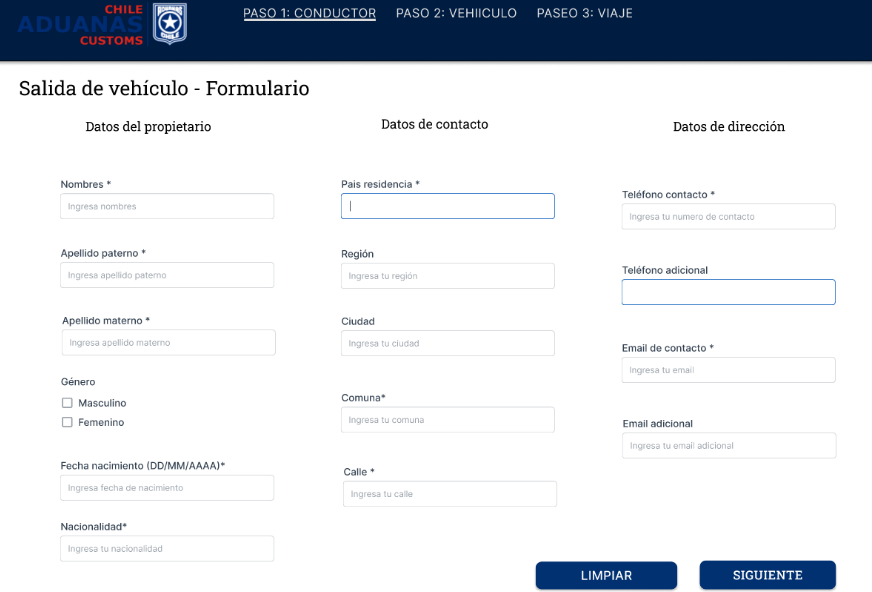 CHILE
ADUANAS
CUSTOMS
PASO 1: CONDUCTOR
PASO 2: VEHIICULO
PASEO 3: VIAJE
Salida de vehículo - Formulario
Datos del propietario
Nombres *
Ingresa nombres
Apellido paterno *
Ingresa apellido paterno
Apellido materno *
Ingresa apellido materno
Género
Masculino
Femenino
Fecha nacimiento (DD/MM/AAAA)*
Ingresa fecha de nacimiento
Nacionalidad*
Ingresa tu nacionalidad
Datos de contacto
Pais residencia *
Región
Ingresa tu región
Ciudad
Ingresa tu ciudad
Comuna*
Ingresa tu comuna
Calle *
Ingresa tu calle
Datos de dirección
Teléfono contacto *
Ingresa tu numero de contacto
Teléfono adicional
Email de contacto *
Ingresa tu email
Email adicional
Ingresa tu email adicional
LIMPIAR
SIGUIENTE